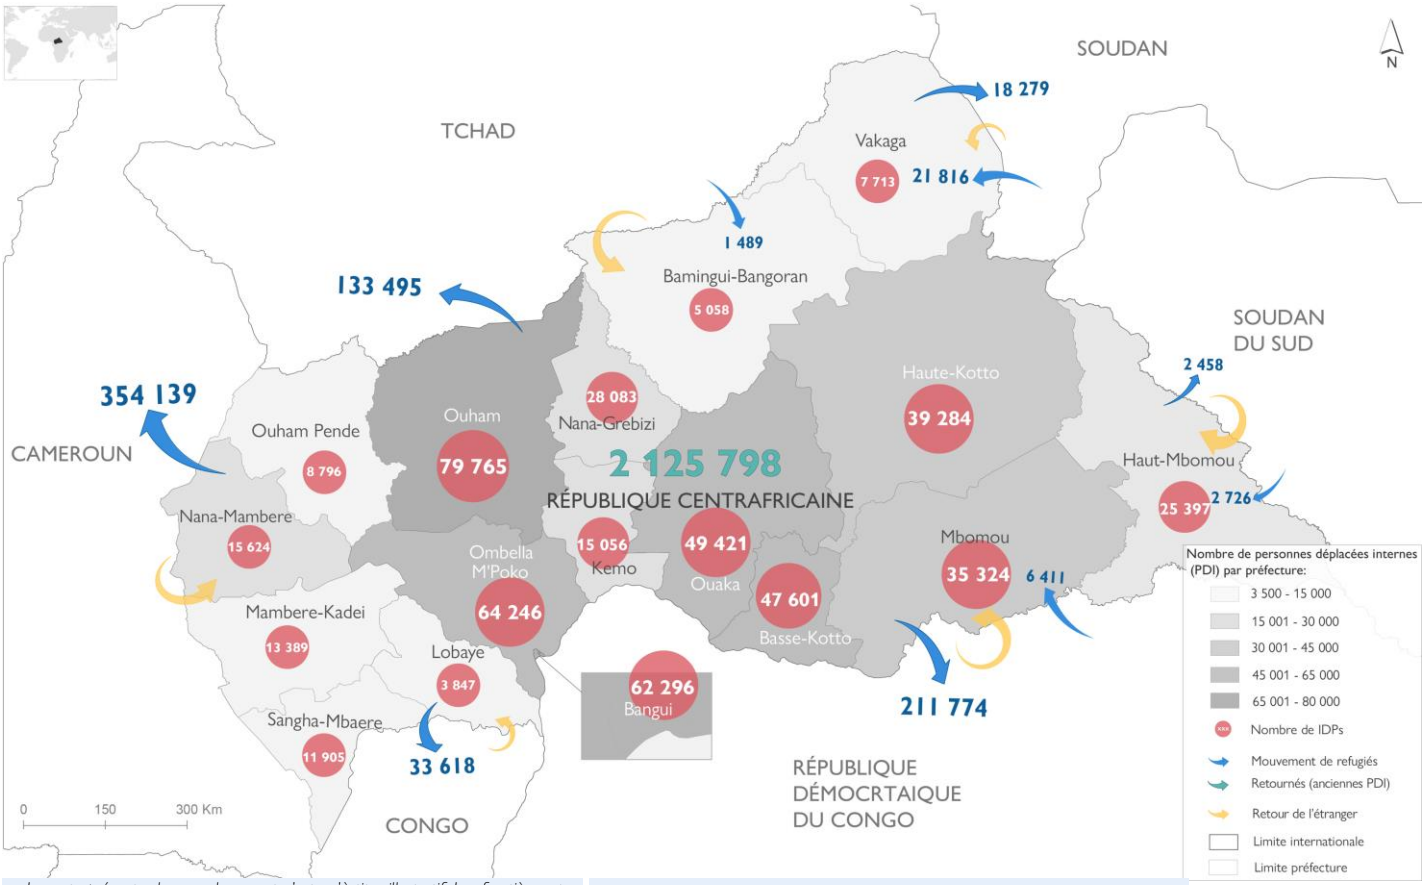 SOUDAN
N
18 279
TCHAD
Vakaga
7 713
21 816
1 489
Bamingui-Bangoran
5 058
133 495
SOUDAN
DU SUD
2 458
354 139
Haute-Kotto
39 284
28 083
Nana-Grebizi
Ouham
79 765
Ouham Pende
8 796
CAMEROUN
2 125 798
RÉPUBLIQUE CENTRAFRICAINE
Haut-Mbomou
25 397
2 726
Nana-Mambere
15 624
15 056
Kemo
49 421
Ouaka
Mbomou
35 324
6 411
Ombella
M'Poko
64 246
47 601
Basse-Kotto
Mambere-Kadei
13 389
Lobaye
3 847
62 296
Bangui
211 774
Sangha-Mbaere
11 905
33 618
RÉPUBLIQUE
DÉMOCRTAIQUE
DU CONGO
CONGO
0 150 300 Km
Nombre de personnes déplacées internes
(PDI) par préfecture:
3 500 - 15 000
15 001 - 30 000
30 001 - 45 000
45 001 - 65 000
65 001 - 80 000
xxx Nombre de IDPs
Mouvement de refugiés
Retournés (anciennes PDI)
Retour de l'étranger
Limite internationale
Limite préfecture